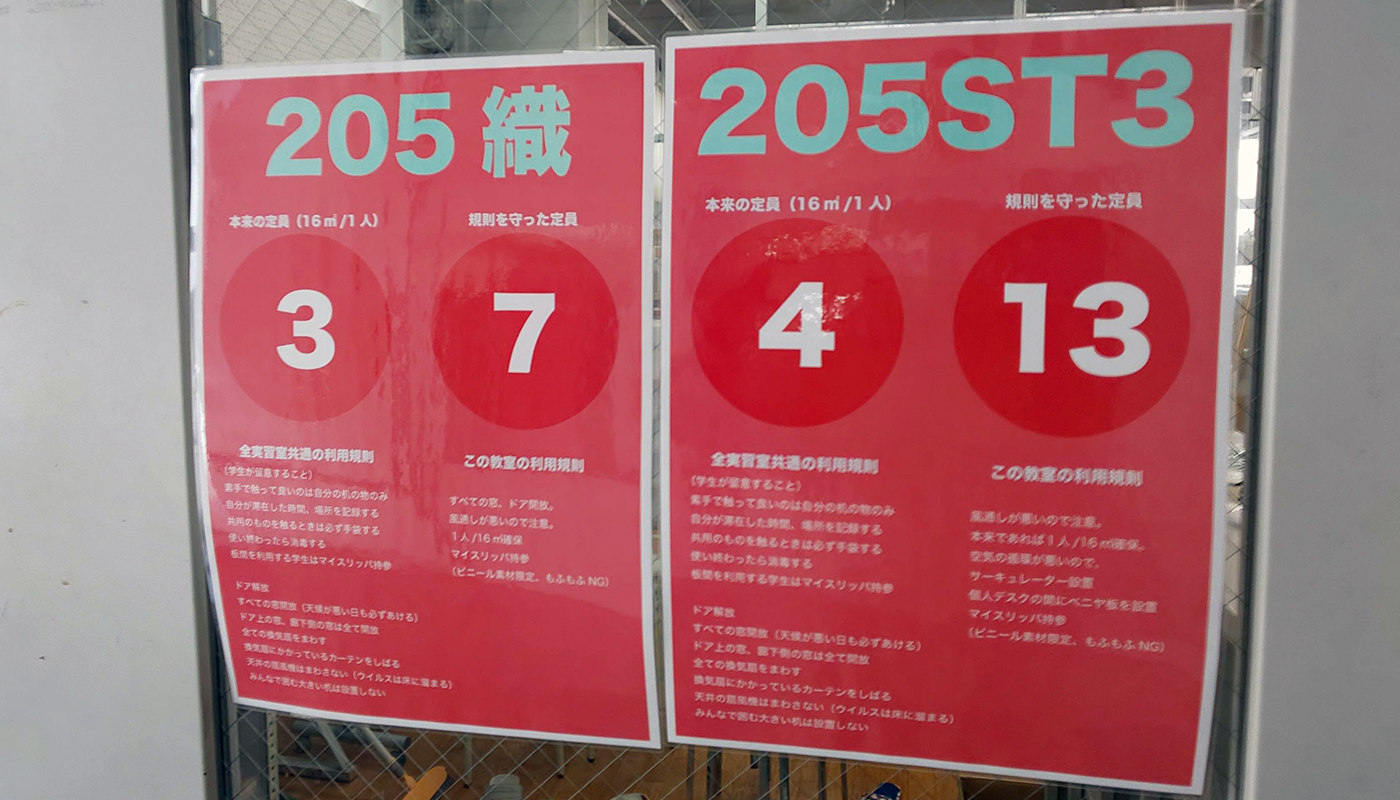 205 織
本来の定員（16㎡/1人）
規則を守った定員
3
7
全実習室共通の利用規則
（学生が留意すること）
素手で触って良いのは自分の机の物のみ
自分が滞在した時間、場所を記録する
共用のものを触るときは必ず手袋する
使い終わったら消毒する
板間を利用する学生はマイスリッパ持参
ドア解放
すべての窓開放（天候が悪い日も必ずあける）
ドア上の窓、廊下側の窓は全て開放
全ての換気扇をまわす
換気扇にかかっているカーテンをしばる
天井の扇風機はまわさない（ウイルスは床に溜まる）
みんなで囲む大きい机は設置しない
この教室の利用規則
すべての窓、ドア開放。
風通しが悪いので注意。
1人/16㎡確保
マイスリッパ持参
（ビニール素材限定、もふもふNG）
205ST3
本来の定員（16㎡/1人）
規則を守った定員
4
13
全実習室共通の利用規則
（学生が留意すること）
素手で触って良いのは自分の机の物のみ
自分が滞在した時間、場所を記録する
共用のものを触るときは必ず手袋する
使い終わったら消毒する
板間を利用する学生はマイスリッパ持参
ドア解放
すべての窓開放（天候が悪い日も必ずあける）
ドア上の窓、廊下側の窓は全て開放
全ての換気扇をまわす
換気扇にかかっているカーテンをしばる
天井の扇風機はまわさない（ウイルスは床に溜まる）
みんなで囲む大きい机は設置しない
この教室の利用規則
風通しが悪いので注意。
本来であれば1人/16㎡確保。
空気の循環が悪いので。
サーキュレーター設置
個人デスクの間にベニヤ板を設置
マイスリッパ持参
（ビニール素材限定、もふもふNG）